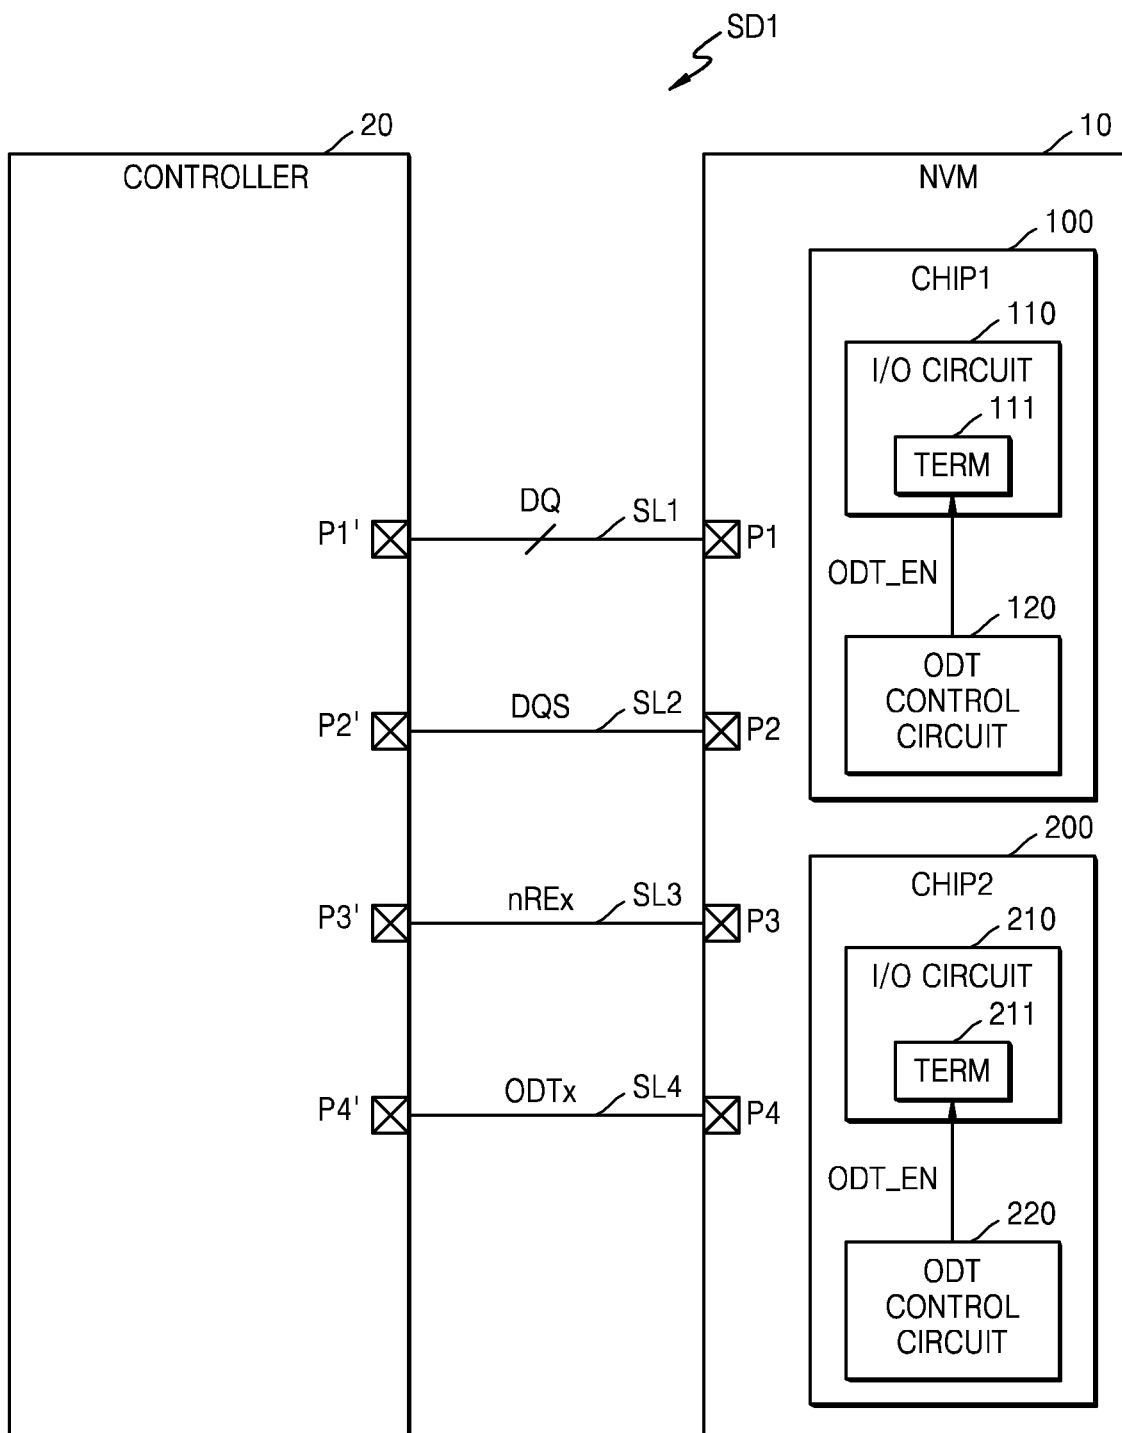 SD1
20
CONTROLLER
10
NVM
100
CHIP1
110
I/O CIRCUIT
111
TERM
ODT_EN
120
ODT
CONTROL
CIRCUIT
P1' DQ SL1 P1
P2' DQS SL2 P2
P3' nREx SL3 P3
P4' ODTx SL4 P4
200
CHIP2
210
I/O CIRCUIT
211
TERM
ODT_EN
220
ODT
CONTROL
CIRCUIT